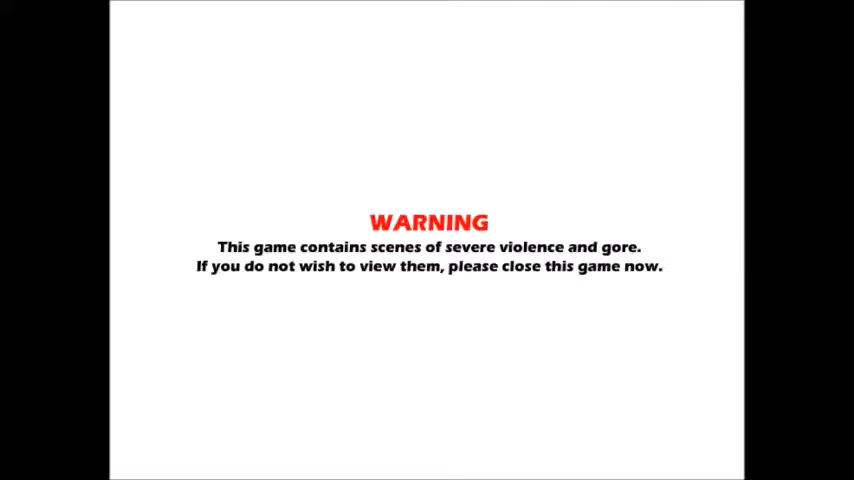 WARNING
This game contains scenes of severe violence and gore.
If you do not wish to view them, please close this game now.